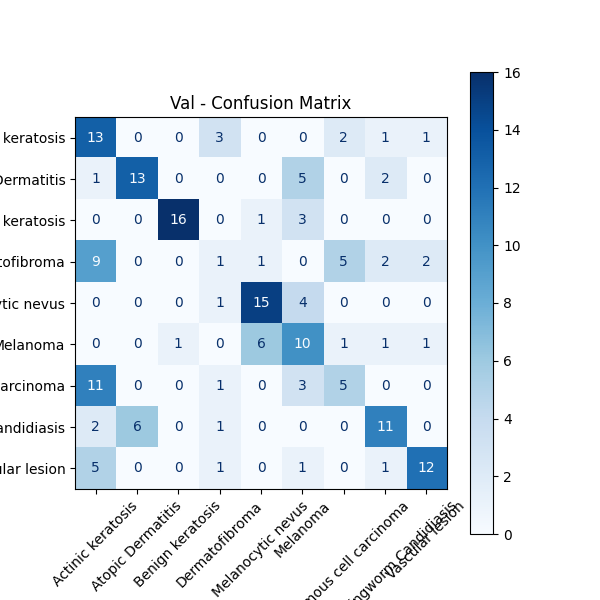 Val - Confusion Matrix
keratosis 13 0 0 3 0 0 2 1 1
Dermatitis 1 13 0 0 0 5 0 2 0
keratosis 0 0 16 0 1 3 0 0 0
tofibroma 9 0 0 1 1 0 5 2 2
ytic nevus 0 0 0 1 15 4 0 0 0
Melanoma 0 0 1 0 6 10 1 1 1
arcinoma 11 0 0 1 0 3 5 0 0
andidiasis 2 6 0 1 0 0 0 11 0
ular lesion 5 0 0 1 0 1 0 1 12
Actinic keratosis
Atopic Dermatitis
Benign keratosis
Dermatofibroma
Melanocytic nevus
Melanoma
mous cell carcinoma
ingworm Candidiasis
Vascular lesion
16
14
12
10
8
6
4
2
0